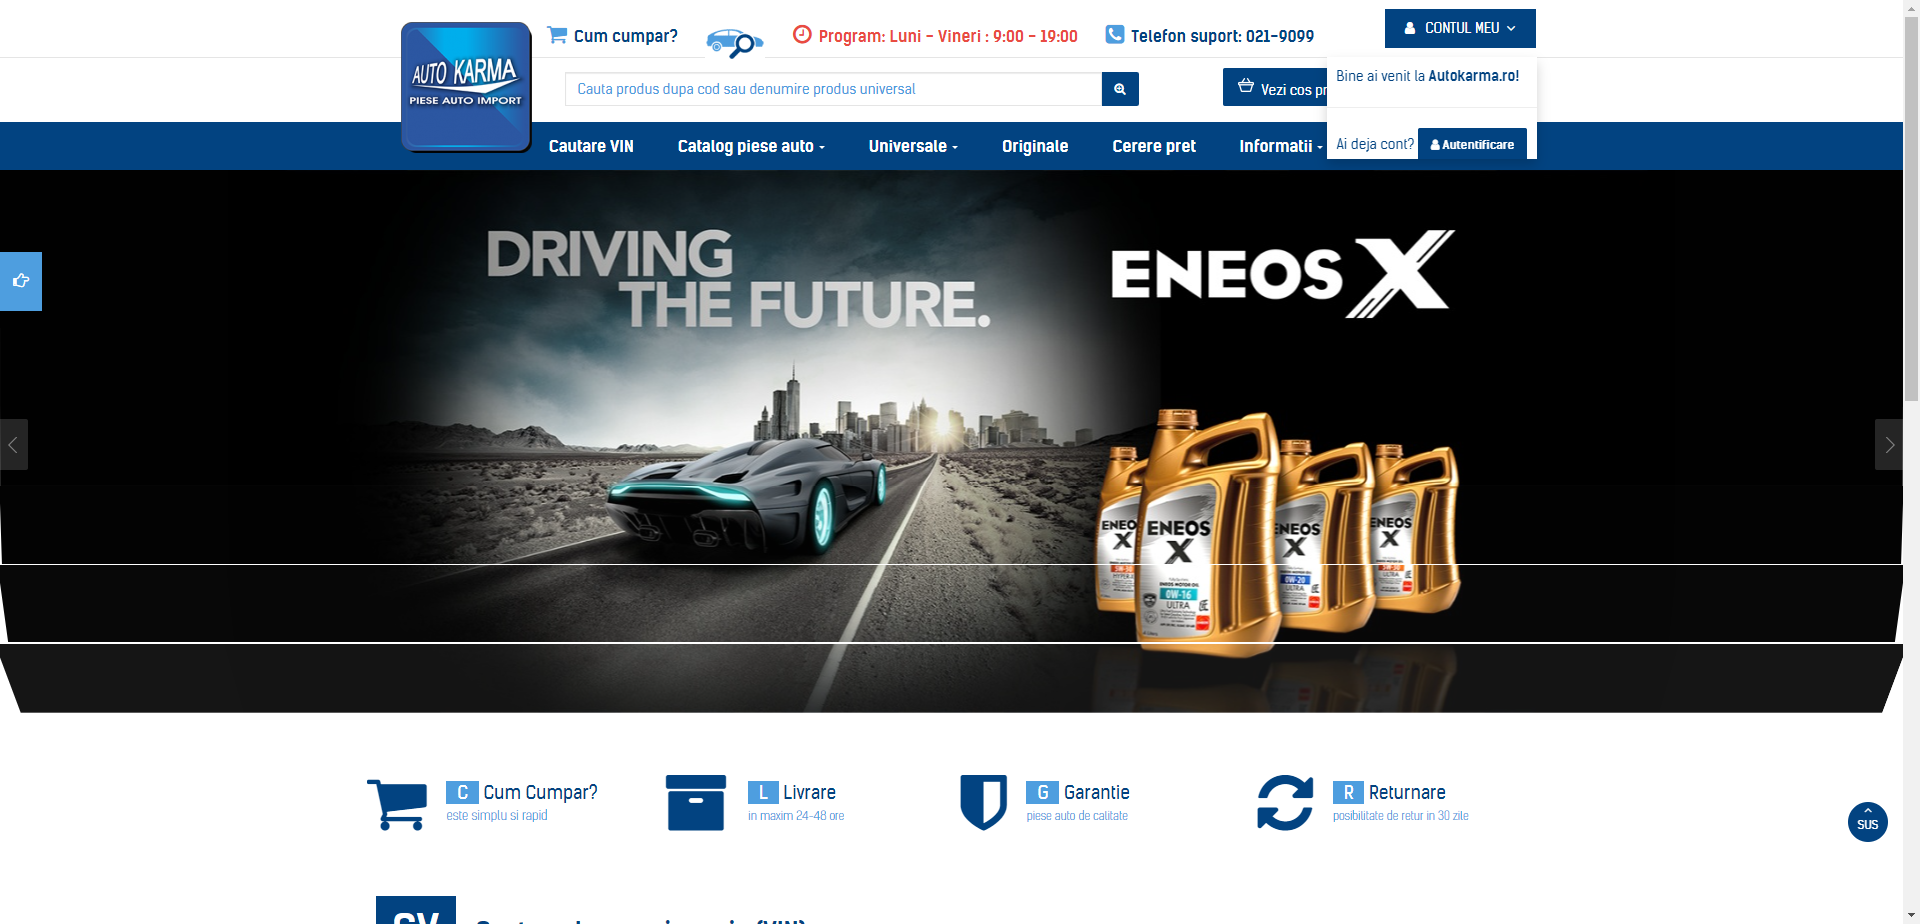 Cum cumpar?
Program: Luni - Vineri : 9:00 - 19:00
Telefon suport: 021-9099
CONTUL MEU
AUTO KARMA
PIESE AUTO IMPORT
Cauta produs dupa cod sau denumire produs universal
Vezi cos pr
Bine ai venit la Autokarma.ro!
Ai deja cont?
Autentificare
Cautare VIN
Catalog piese auto
Universale
Originale
Cerere pret
Informatii
DRIVING
THE FUTURE.
ENEOS X
ENEOS
X
ENEOS
X
0W-16
ULTRA
ENEOS
X
0W-20
ULTRA
ENEOS
X
ULTRA
C Cum Cumpar?
este simplu si rapid
L Livrare
in maxim 24-48 ore
G Garantie
piese auto de calitate
R Returnare
posibilitate de retur in 30 zile
SUS